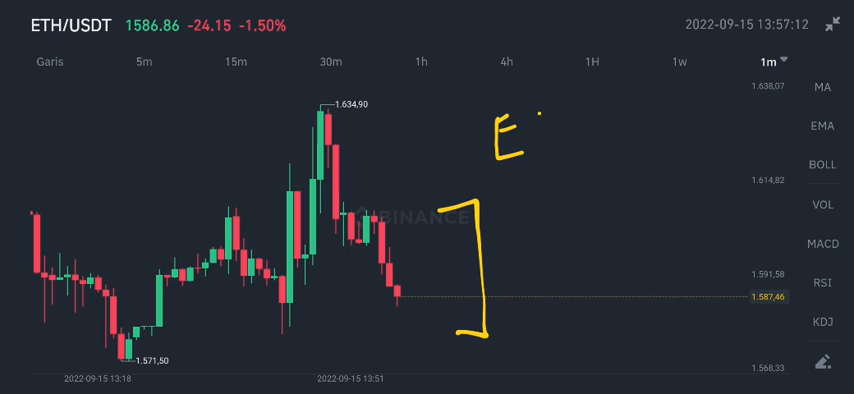 ETH/USDT 1586.86 -24.15 -1.50% 2022-09-15 13:57:12
Garis 5m 15m 30m 1h 4h 1H 1w 1m
1.638,07
MA
1.634,90
E
EMA
BOLL
1.614,82
VOL
BINANCE
MACD
1.591,58
RSI
1.587,46
KDJ
1.571,50
1.568,33
2022-09-15 13:18 2022-09-15 13:51